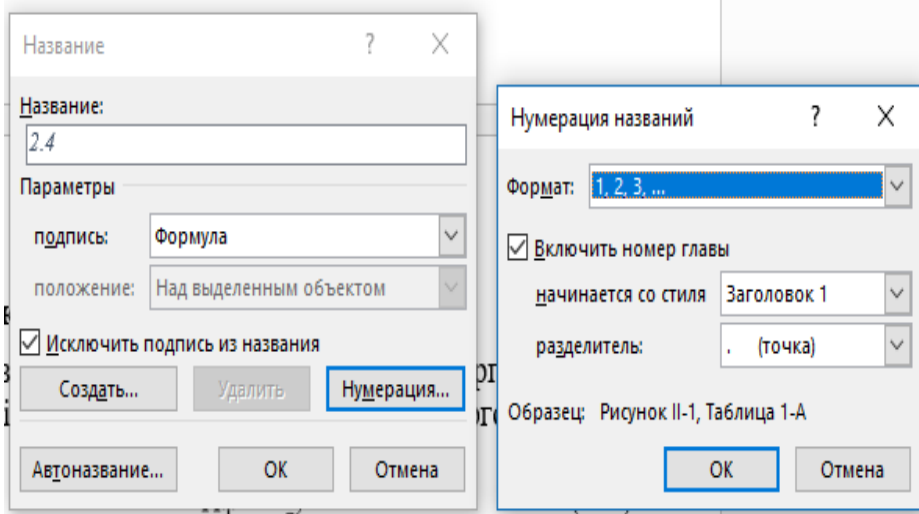 Название
Название:
2.4
Параметры
подпись: Формула
положение: Над выделенным объектом
Исключить подпись из названия
Создать... Удалить Нумерация...
Автоназвание... ОК Отмена
Нумерация названий
Формат: 1, 2, 3, ...
Включить номер главы
начинается со стиля Заголовок 1
разделитель: . (точка)
Образец: Рисунок II-1, Таблица 1-A
ОК Отмена